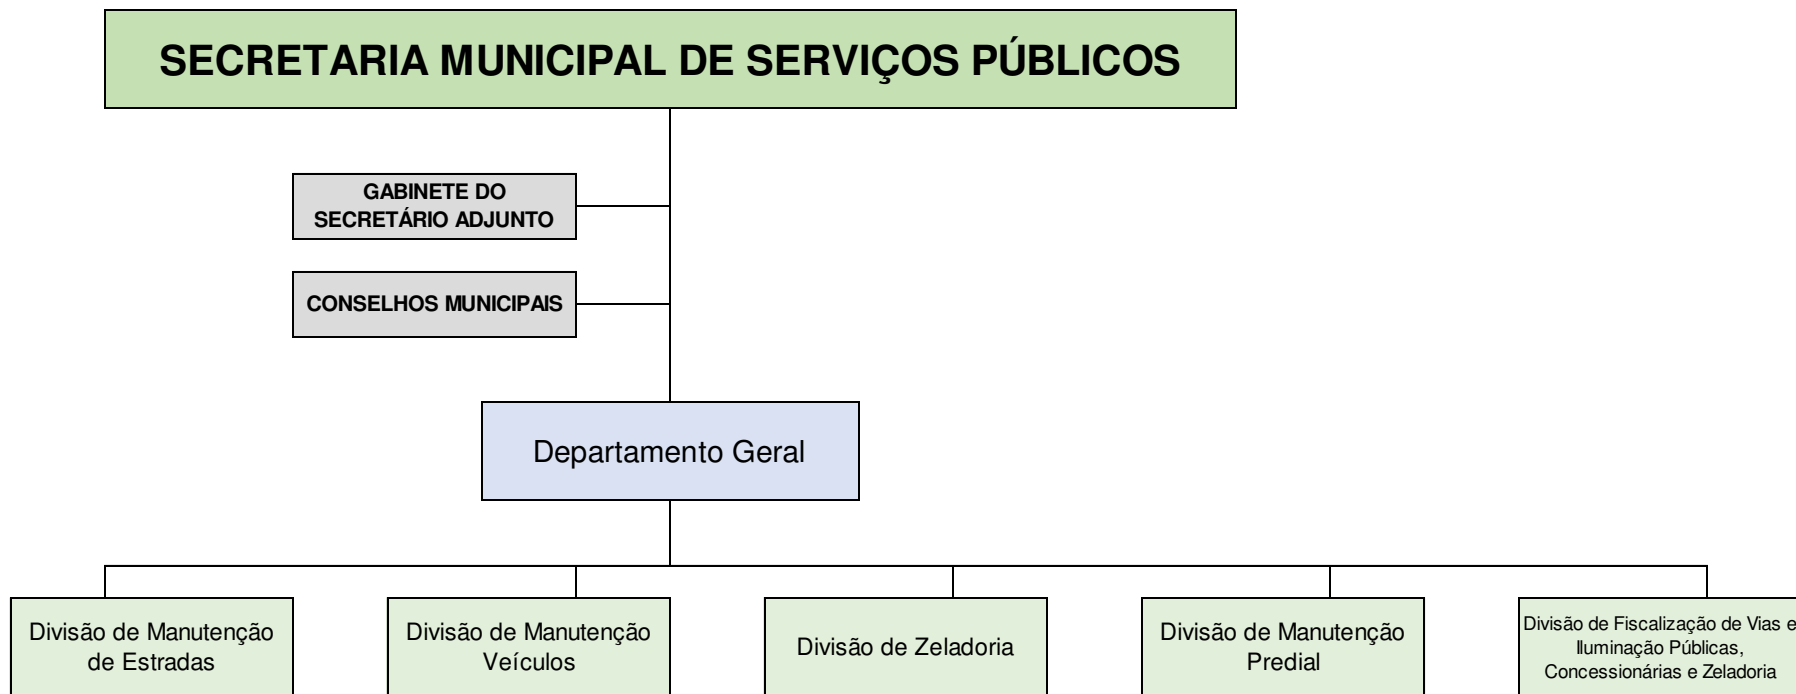 SECRETARIA MUNICIPAL DE SERVIÇOS PÚBLICOS
GABINETE DO
SECRETÁRIO ADJUNTO
CONSELHOS MUNICIPAIS
Departamento Geral
Divisão de Manutenção
de Estradas
Divisão de Manutenção
Veículos
Divisão de Zeladoria
Divisão de Manutenção
Predial
Divisão de Fiscalização de Vias e
Iluminação Públicas,
Concessionárias e Zeladoria